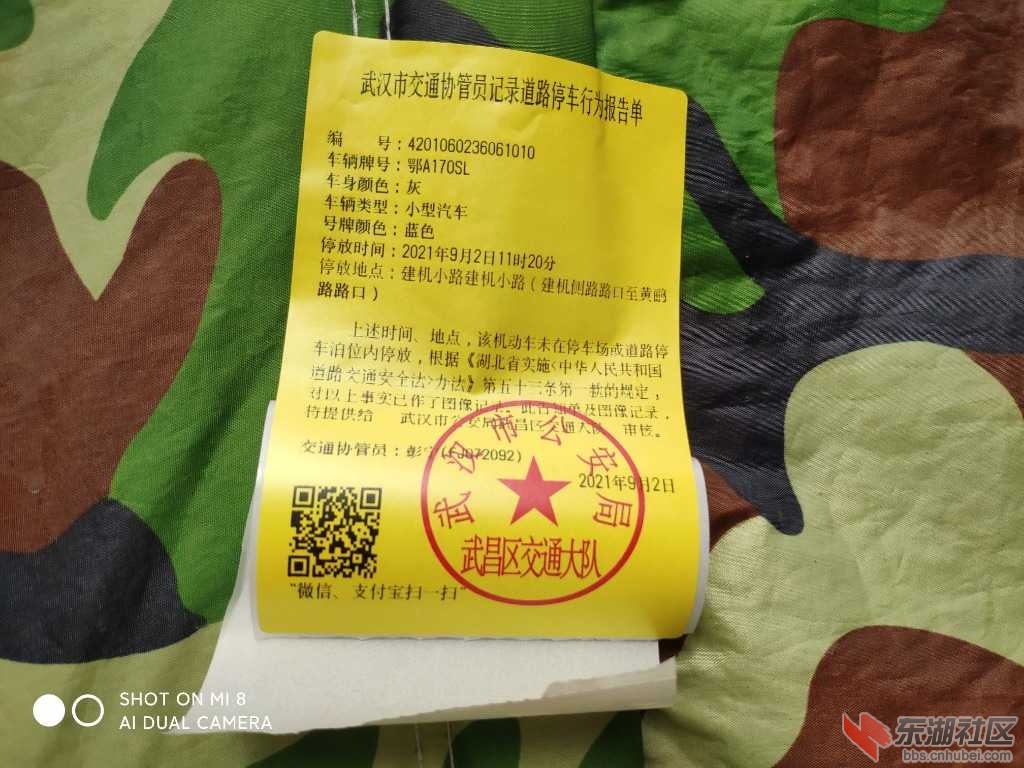 武汉市交通协管员记录道路停车行为报告单
编 号：4201060236061010
车辆牌号：鄂A170SL
车身颜色：灰
车辆类型：小型汽车
号牌颜色：蓝色
停放时间：2021年9月2日11时20分
停放地点：建机小路建机小路（建机侧路路口至黄鹂
路路口）
上述时间、地点，该机动车未在停车场或道路停
车泊位内停放，根据《湖北省实施<中华人民共和国
道路交通安全法>办法》第五十三条第一款的规定，
对以上事实已作了图像记录。此告知单及图像记录，
将提供给 武汉市公安局武昌区交通大队 审核。
交通协管员：彭 (FJ072092)
2021年9月2日
武汉市公安局
武昌区交通大队
"微信、支付宝扫一扫"
SHOT ON MI 8
AI DUAL CAMERA
东湖社区
bbs.cnhubei.com